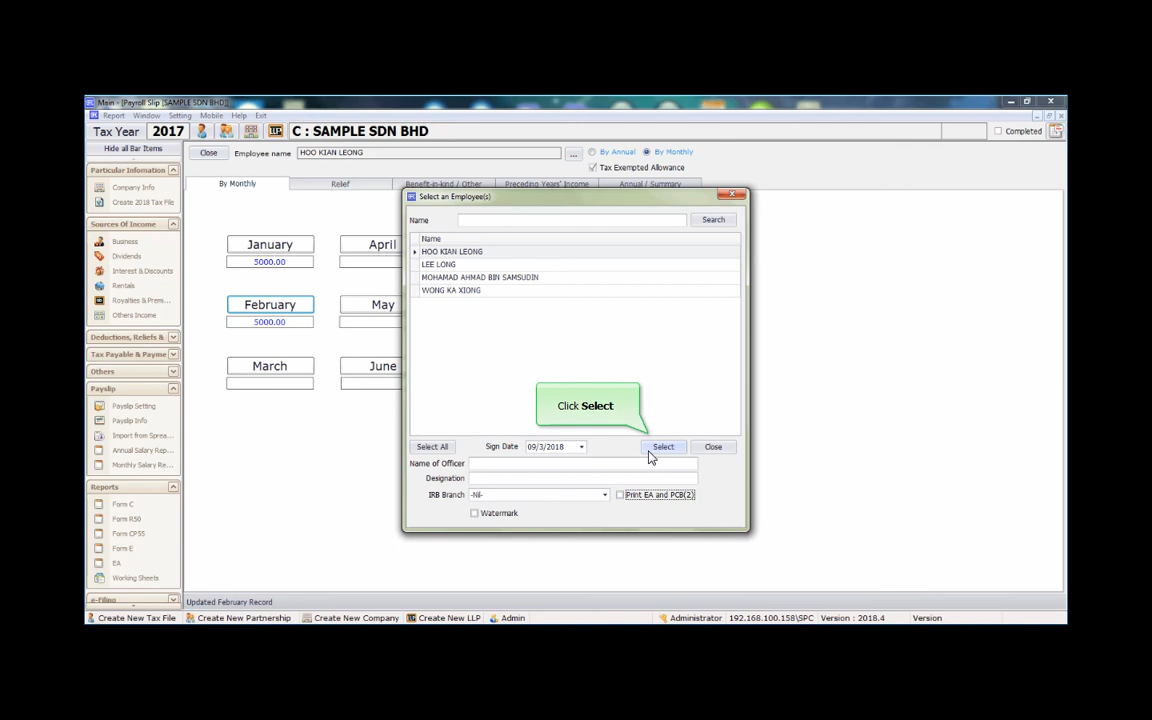 Main - [Payroll Slip [SAMPLE SDN BHD]]
Report Window Setting Mobile Help Exit
Tax Year 2017 C : SAMPLE SDN BHD Completed
Hide all Bar Items
Close Employee name HOO KIAN LEONG ... By Annual By Monthly
Tax Exempted Allowance
By Monthly Relief Benefit-in-kind / Other Preceding Years' Income Annual / Summary
Particular Infomation
Company Info
Create 2018 Tax File
Sources Of Income
Business
Dividends
Interest & Discounts
Rentals
Royalties & Premi...
Others Income
Deductions, Reliefs &
Tax Payable & Payme
Others
Payslip
Payslip Setting
Payslip Info
Import from Sprea...
Annual Salary Rep...
Monthly Salary Re...
Reports
Form C
Form R50
Form CP55
Form E
EA
Working Sheets
e-Filing
January April
5000.00
February May
5000.00
March June
Select an Employee(s)
Name Search
Name
HOO KIAN LEONG
LEE LONG
MOHAMAD AHMAD BIN SAMSUDIN
WONG KA XIONG
Click Select
Select All Sign Date 09/3/2018 Select Close
Name of Officer
Designation
IRB Branch -Nil- Print EA and PCB(2)
Watermark
Updated February Record
Create New Tax File Create New Partnership Create New Company Create New LLP Admin Administrator 192.168.100.158\SPC Version : 2018.4 Version